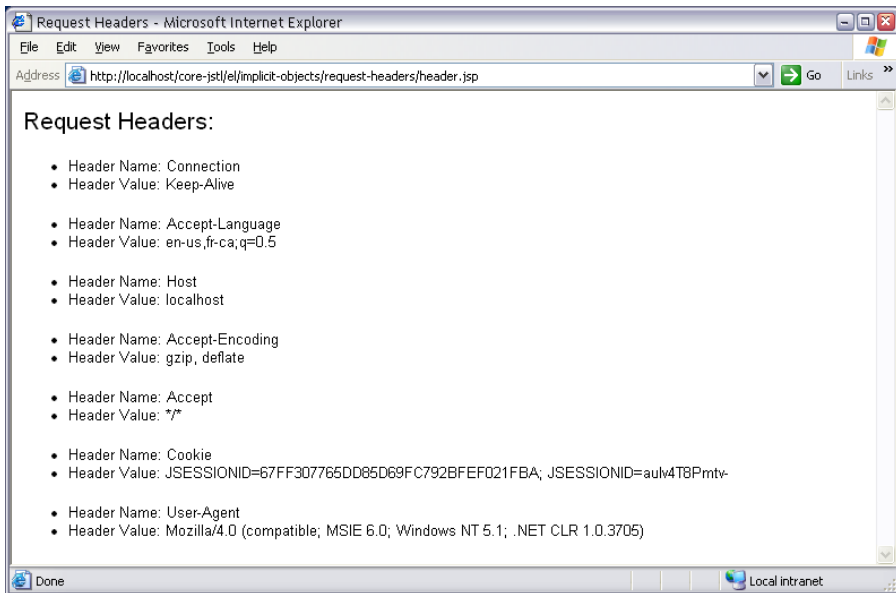 Request Headers - Microsoft Internet Explorer
File Edit View Favorites Tools Help
Address http://localhost/core-jstl/el/implicit-objects/request-headers/header.jsp Go Links »
Request Headers:
• Header Name: Connection
• Header Value: Keep-Alive
• Header Name: Accept-Language
• Header Value: en-us,fr-ca;q=0.5
• Header Name: Host
• Header Value: localhost
• Header Name: Accept-Encoding
• Header Value: gzip, deflate
• Header Name: Accept
• Header Value: */*
• Header Name: Cookie
• Header Value: JSESSIONID=67FF307765DD85D69FC792BFEF021FBA; JSESSIONID=aulv4T8Pmtv-
• Header Name: User-Agent
• Header Value: Mozilla/4.0 (compatible; MSIE 6.0; Windows NT 5.1; .NET CLR 1.0.3705)
Done Local intranet